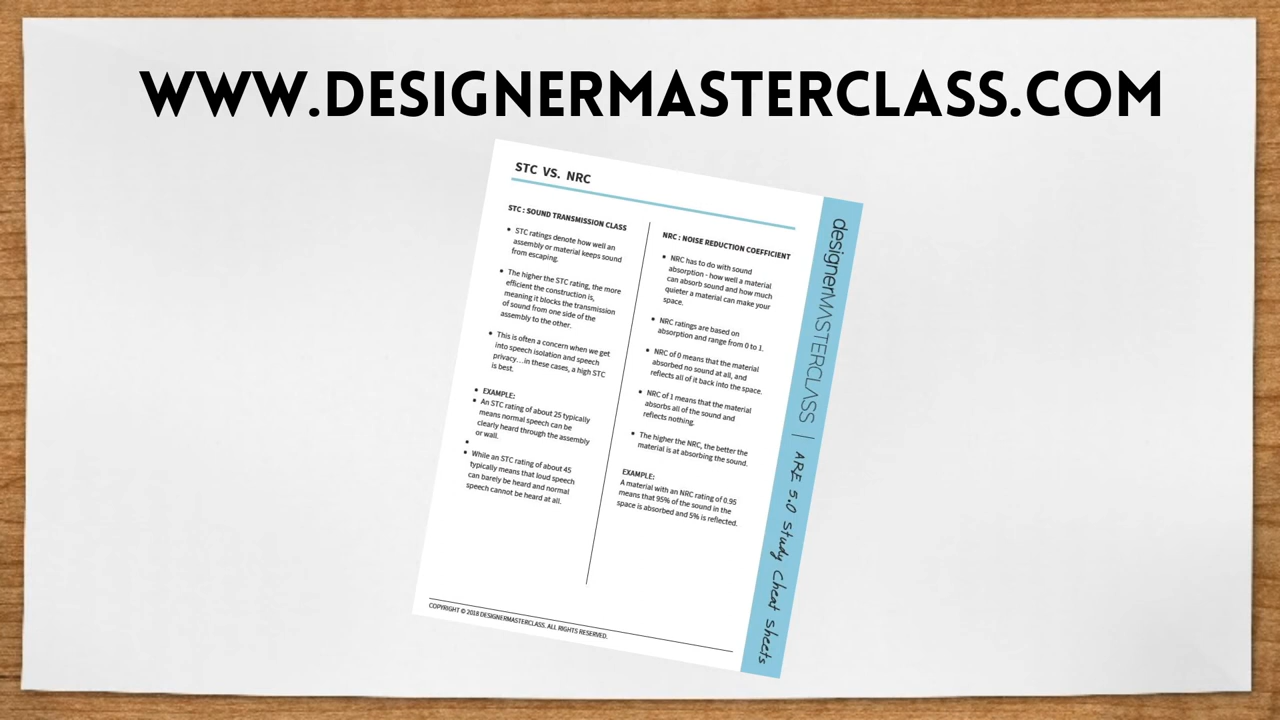 WWW.DESIGNERMASTERCLASS.COM
STC VS. NRC
STC : SOUND TRANSMISSION CLASS
• STC ratings denote how well an
assembly or material keeps sound
from escaping.
• The higher the STC rating, the more
efficient the construction is,
meaning it blocks the transmission
of sound from one side of the
assembly to the other.
• This is often a concern when we get
into speech isolation and speech
privacy...in these cases, a high STC
is best.
• EXAMPLE:
• An STC rating of about 25 typically
means normal speech can be
clearly heard through the assembly
or wall.
•
• While an STC rating of about 45
typically means that loud speech
can barely be heard and normal
speech cannot be heard at all.
NRC : NOISE REDUCTION COEFFICIENT
• NRC has to do with sound
absorption - how well a material
can absorb sound and how much
quieter a material can make your
space.
• NRC ratings are based on
absorption and range from 0 to 1.
• NRC of 0 means that the material
absorbed no sound at all, and
reflects all of it back into the space.
• NRC of 1 means that the material
absorbs all of the sound and
reflects nothing.
• The higher the NRC, the better the
material is at absorbing the sound.
EXAMPLE:
A material with an NRC rating of 0.95
means that 95% of the sound in the
space is absorbed and 5% is reflected.
COPYRIGHT © 2018 DESIGNERMASTERCLASS. ALL RIGHTS RESERVED.
designerMASTERCLASS | ARE 5.0 Study Cheat Sheets